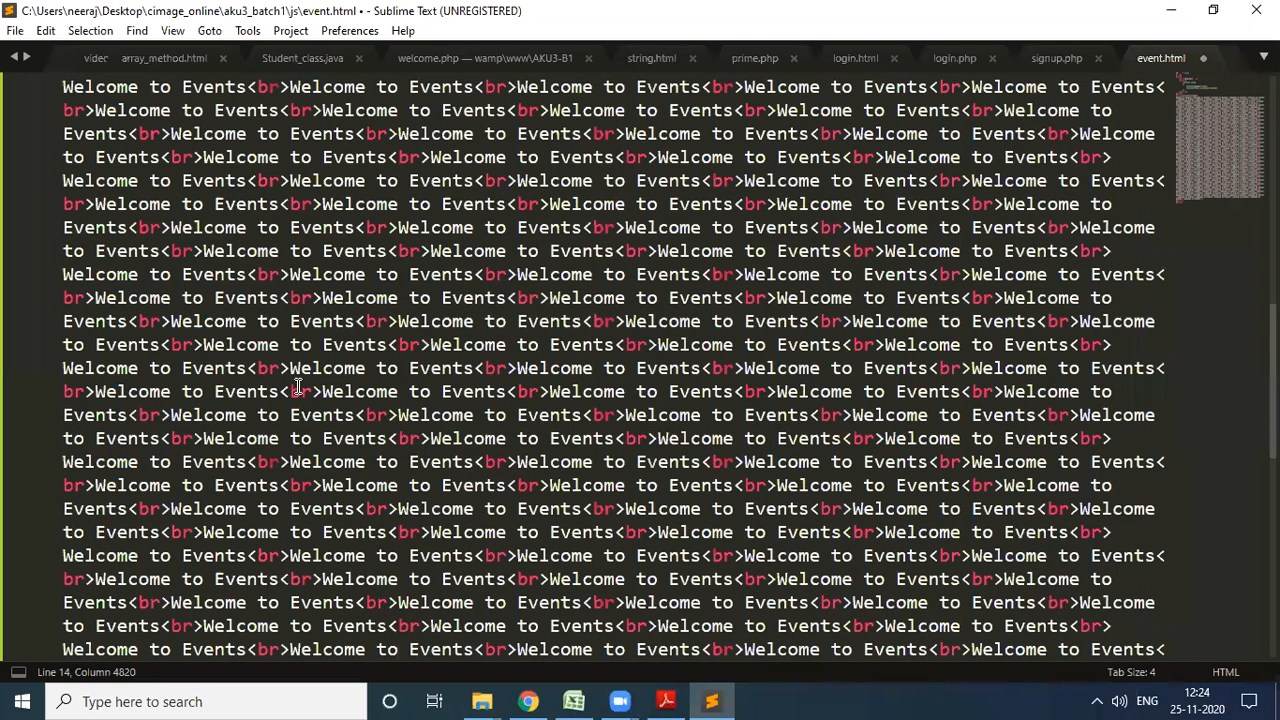 C:\Users\neeraj\Desktop\cimage_online\aku3_batch1\js\event.html • - Sublime Text (UNREGISTERED)
File Edit Selection Find View Goto Tools Project Preferences Help
videc array_method.html Student_class.java welcome.php — wamp\www\AKU3-B1 string.html prime.php login.html login.php signup.php event.html
Welcome to Events<br>Welcome to Events<br>Welcome to Events<br>Welcome to Events<br>Welcome to Events<
br>Welcome to Events<br>Welcome to Events<br>Welcome to Events<br>Welcome to Events<br>Welcome to
Events<br>Welcome to Events<br>Welcome to Events<br>Welcome to Events<br>Welcome to Events<br>Welcome
to Events<br>Welcome to Events<br>Welcome to Events<br>Welcome to Events<br>Welcome to Events<br>
Welcome to Events<br>Welcome to Events<br>Welcome to Events<br>Welcome to Events<br>Welcome to Events<
br>Welcome to Events<br>Welcome to Events<br>Welcome to Events<br>Welcome to Events<br>Welcome to
Events<br>Welcome to Events<br>Welcome to Events<br>Welcome to Events<br>Welcome to Events<br>Welcome
to Events<br>Welcome to Events<br>Welcome to Events<br>Welcome to Events<br>Welcome to Events<br>
Welcome to Events<br>Welcome to Events<br>Welcome to Events<br>Welcome to Events<br>Welcome to Events<
br>Welcome to Events<br>Welcome to Events<br>Welcome to Events<br>Welcome to Events<br>Welcome to
Events<br>Welcome to Events<br>Welcome to Events<br>Welcome to Events<br>Welcome to Events<br>Welcome
to Events<br>Welcome to Events<br>Welcome to Events<br>Welcome to Events<br>Welcome to Events<br>
Welcome to Events<br>Welcome to Events<br>Welcome to Events<br>Welcome to Events<br>Welcome to Events<
br>Welcome to Events<br>Welcome to Events<br>Welcome to Events<br>Welcome to Events<br>Welcome to
Events<br>Welcome to Events<br>Welcome to Events<br>Welcome to Events<br>Welcome to Events<br>Welcome
to Events<br>Welcome to Events<br>Welcome to Events<br>Welcome to Events<br>Welcome to Events<br>
Welcome to Events<br>Welcome to Events<br>Welcome to Events<br>Welcome to Events<br>Welcome to Events<
br>Welcome to Events<br>Welcome to Events<br>Welcome to Events<br>Welcome to Events<br>Welcome to
Events<br>Welcome to Events<br>Welcome to Events<br>Welcome to Events<br>Welcome to Events<br>Welcome
to Events<br>Welcome to Events<br>Welcome to Events<br>Welcome to Events<br>Welcome to Events<br>
Welcome to Events<br>Welcome to Events<br>Welcome to Events<br>Welcome to Events<br>Welcome to Events<
br>Welcome to Events<br>Welcome to Events<br>Welcome to Events<br>Welcome to Events<br>Welcome to
Events<br>Welcome to Events<br>Welcome to Events<br>Welcome to Events<br>Welcome to Events<br>Welcome
to Events<br>Welcome to Events<br>Welcome to Events<br>Welcome to Events<br>Welcome to Events<br>
Welcome to Events<br>Welcome to Events<br>Welcome to Events<br>Welcome to Events<br>Welcome to Events<
Line 14, Column 4820 Tab Size: 4 HTML
Type here to search ENG 12:24
25-11-2020